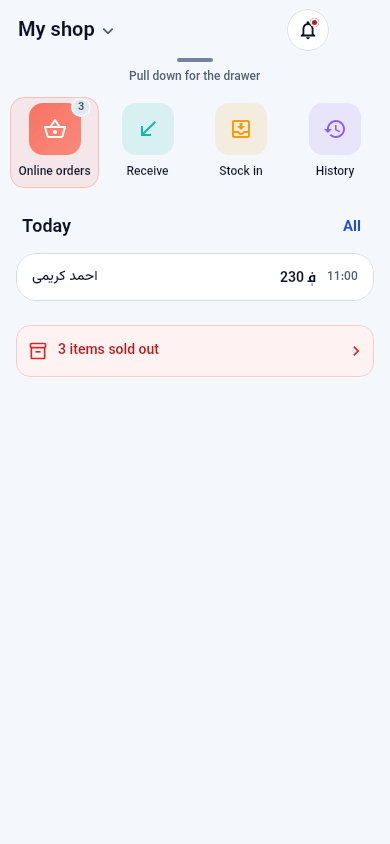 My shop
Pull down for the drawer
3
Online orders
Receive
Stock in
History
Today
All
احمد کریمی
230 ؋
11:00
3 items sold out